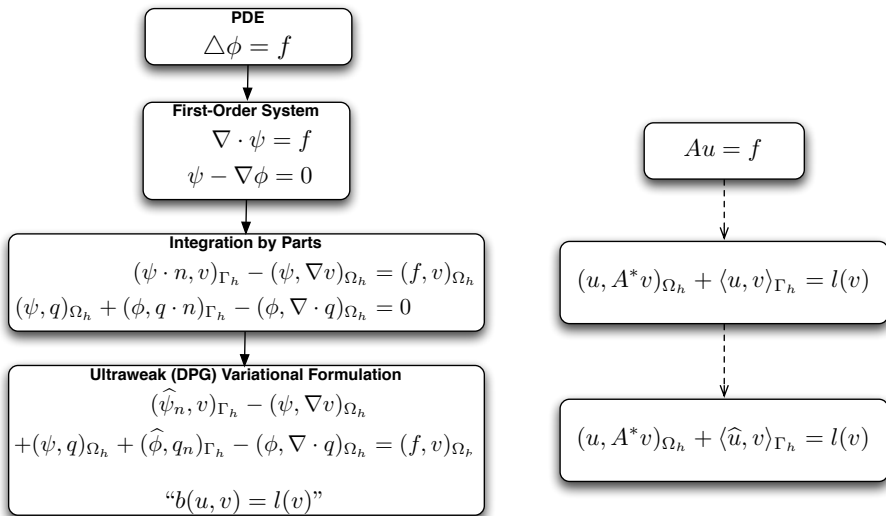 PDE
△ϕ = f
First-Order System
∇ · ψ = f
ψ − ∇ϕ = 0
Integration by Parts
(ψ · n, v)_{Γ_h} − (ψ, ∇v)_{Ω_h} = (f, v)_{Ω_h}
(ψ, q)_{Ω_h} + (ϕ, q · n)_{Γ_h} − (ϕ, ∇ · q)_{Ω_h} = 0
Ultraweak (DPG) Variational Formulation
(ψ̂_n, v)_{Γ_h} − (ψ, ∇v)_{Ω_h}
+(ψ, q)_{Ω_h} + (ϕ̂, q_n)_{Γ_h} − (ϕ, ∇ · q)_{Ω_h} = (f, v)_{Ω_h}
“b(u, v) = l(v)”
Au = f
(u, A*v)_{Ω_h} + ⟨u, v⟩_{Γ_h} = l(v)
(u, A*v)_{Ω_h} + ⟨û, v⟩_{Γ_h} = l(v)